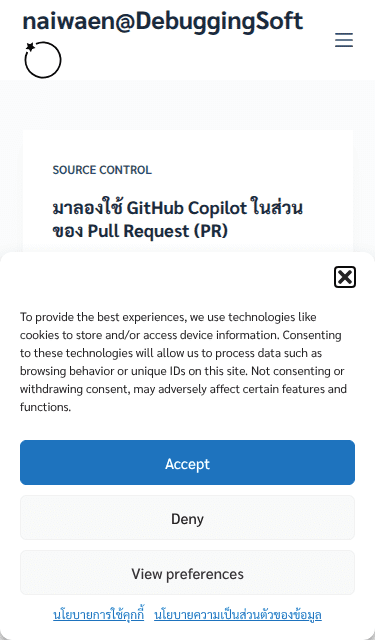 naiwaen@DebuggingSoft
SOURCE CONTROL
มาลองใช้ GitHub Copilot ในส่วน
ของ Pull Request (PR)
To provide the best experiences, we use technologies like
cookies to store and/or access device information. Consenting
to these technologies will allow us to process data such as
browsing behavior or unique IDs on this site. Not consenting or
withdrawing consent, may adversely affect certain features and
functions.
Accept
Deny
View preferences
นโยบายการใช้คุกกี้ นโยบายความเป็นส่วนตัวของข้อมูล